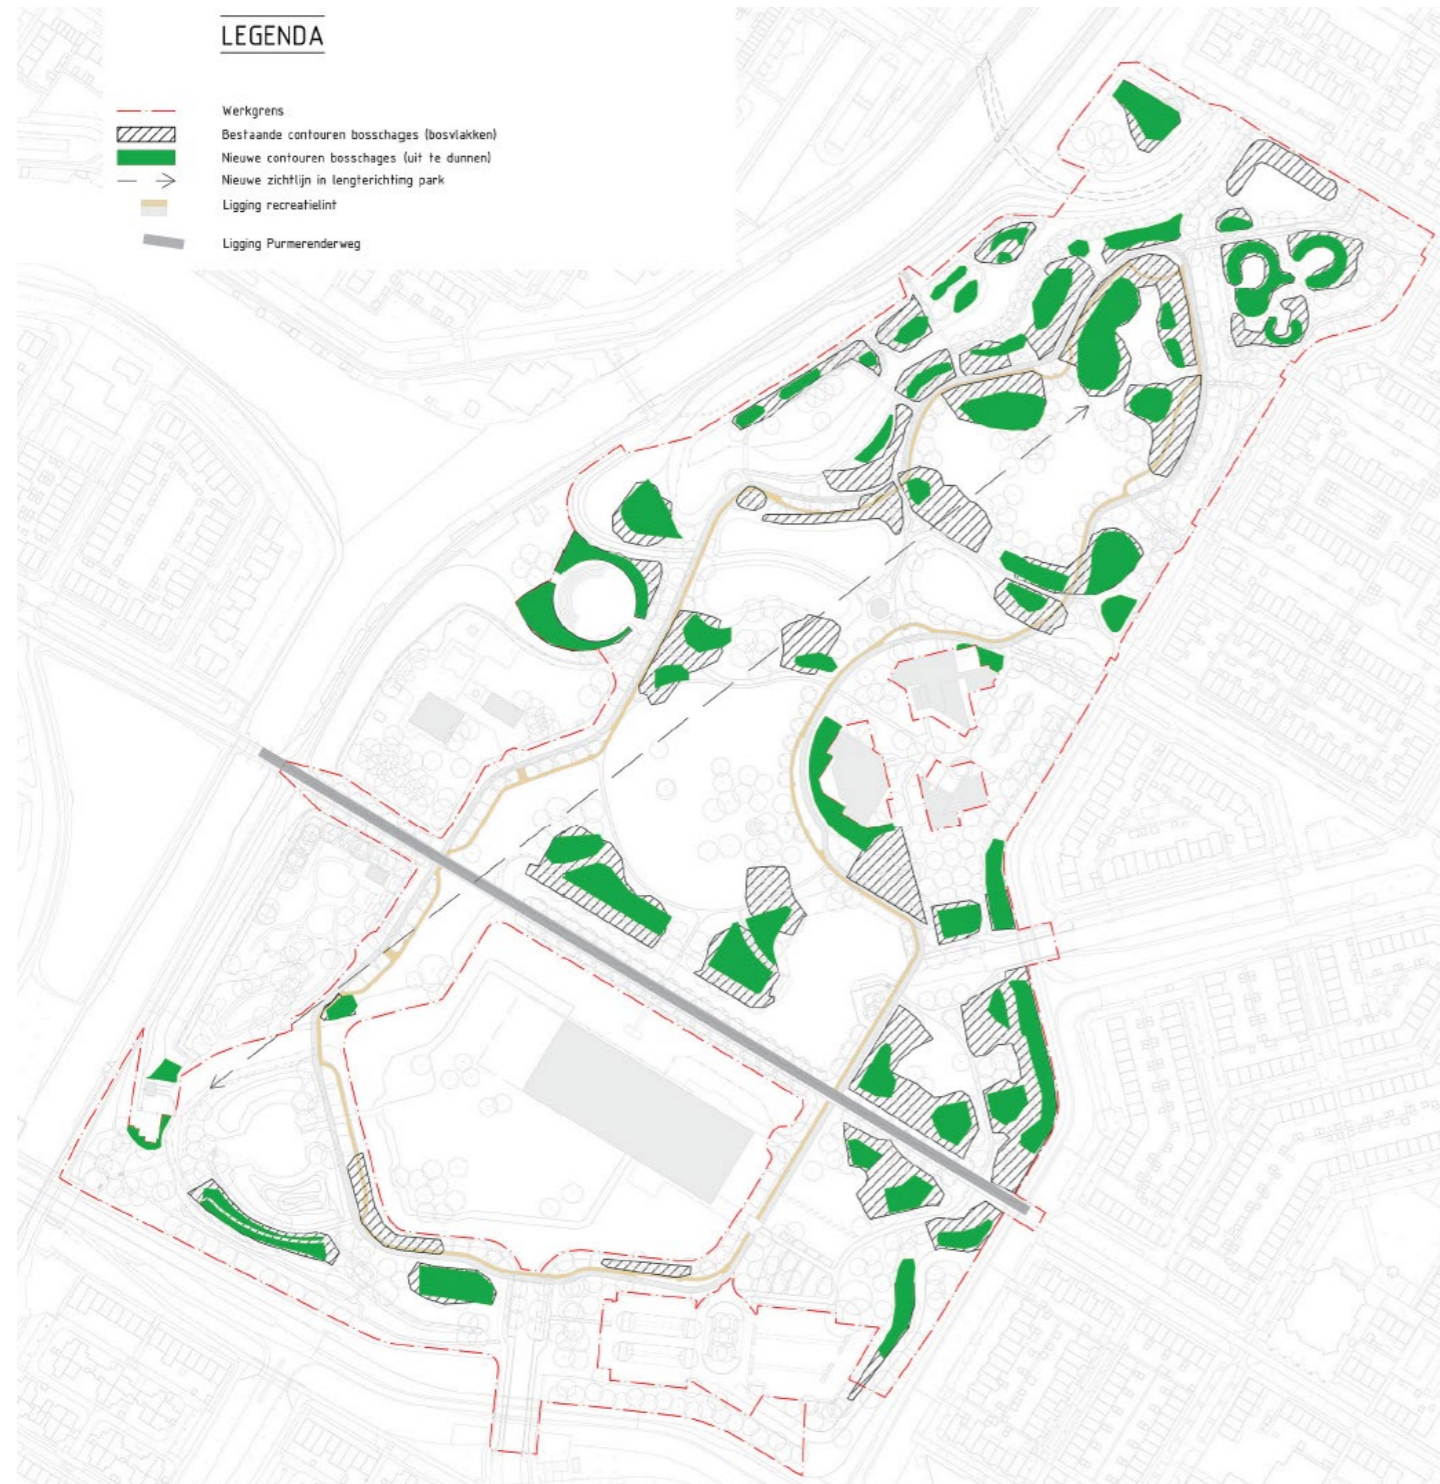 LEGENDA
Werkgrens
Bestaande contouren bosschages (bosvlakken)
Nieuwe contouren bosschages (uit te dunnen)
Nieuwe zichtlijn in lengterichting park
Ligging recreatielint
Ligging Purmerenderweg